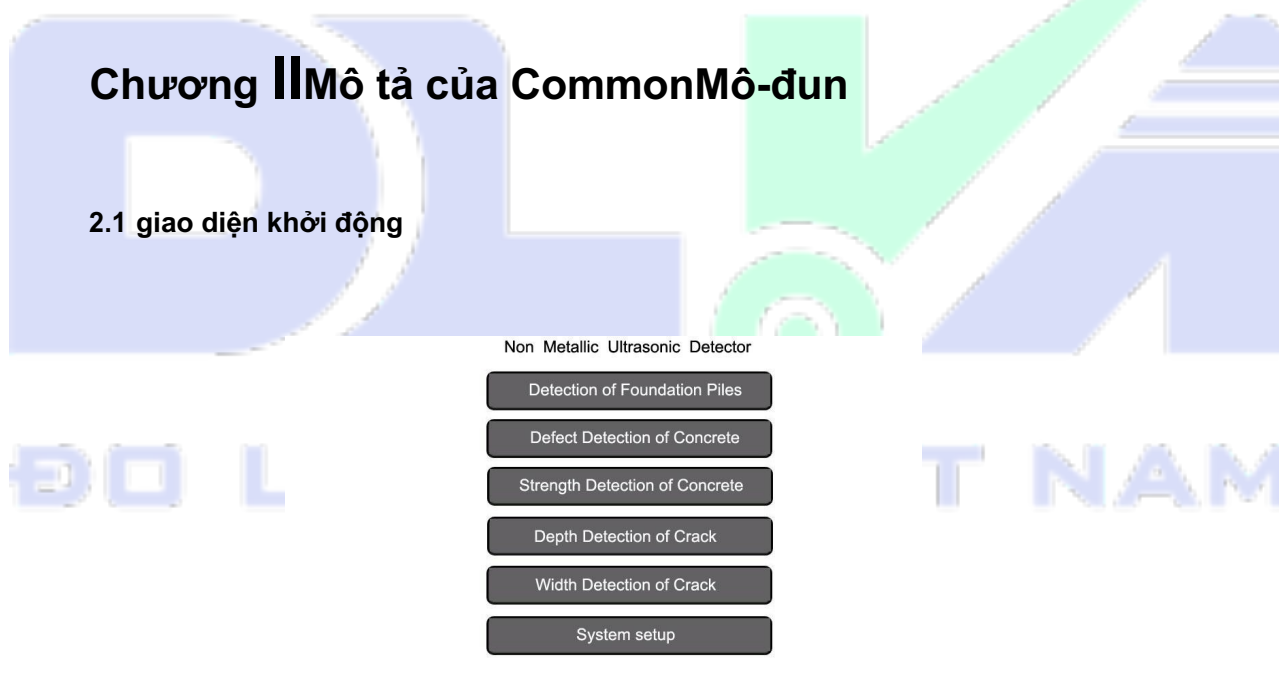 Chương IIMô tả của CommonMô-đun
2.1 giao diện khởi động
Non Metallic Ultrasonic Detector
Detection of Foundation Piles
Defect Detection of Concrete
ĐO L T NAM
Strength Detection of Concrete
Depth Detection of Crack
Width Detection of Crack
System setup